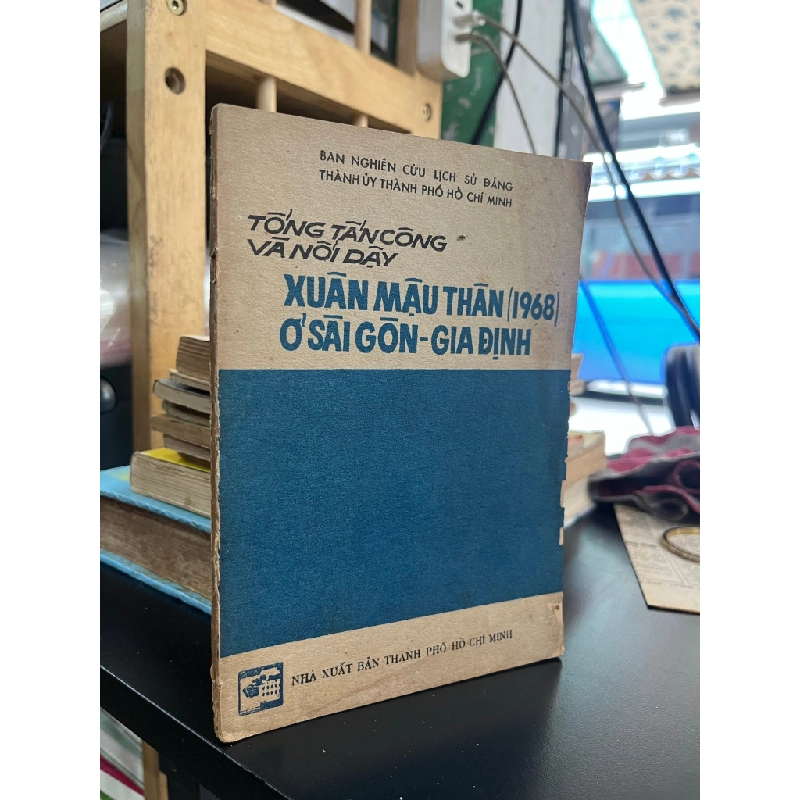 BAN NGHIÊN CỨU LỊCH SỬ ĐẢNG
THÀNH ỦY THÀNH PHỐ HỒ CHÍ MINH
TỔNG TẤN CÔNG
VÀ NỔI DẬY
XUÂN MẬU THÂN (1968)
Ở SÀI GÒN-GIA ĐỊNH
NHÀ XUẤT BẢN THÀNH PHỐ HỒ CHÍ MINH